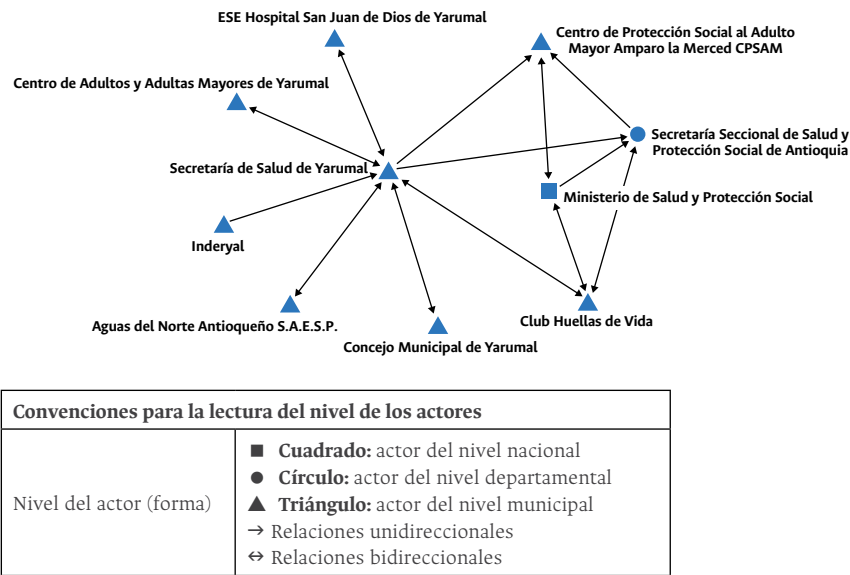 ESE Hospital San Juan de Dios de Yarumal
Centro de Protección Social al Adulto
Mayor Amparo la Merced CPSAM
Centro de Adultos y Adultas Mayores de Yarumal
Secretaría Seccional de Salud y
Protección Social de Antioquia
Secretaría de Salud de Yarumal
Ministerio de Salud y Protección Social
Inderyal
Aguas del Norte Antioqueño S.A.E.S.P.
Club Huellas de Vida
Concejo Municipal de Yarumal
Convenciones para la lectura del nivel de los actores
Nivel del actor (forma)
■ Cuadrado: actor del nivel nacional
● Círculo: actor del nivel departamental
▲ Triángulo: actor del nivel municipal
→ Relaciones unidireccionales
↔ Relaciones bidireccionales